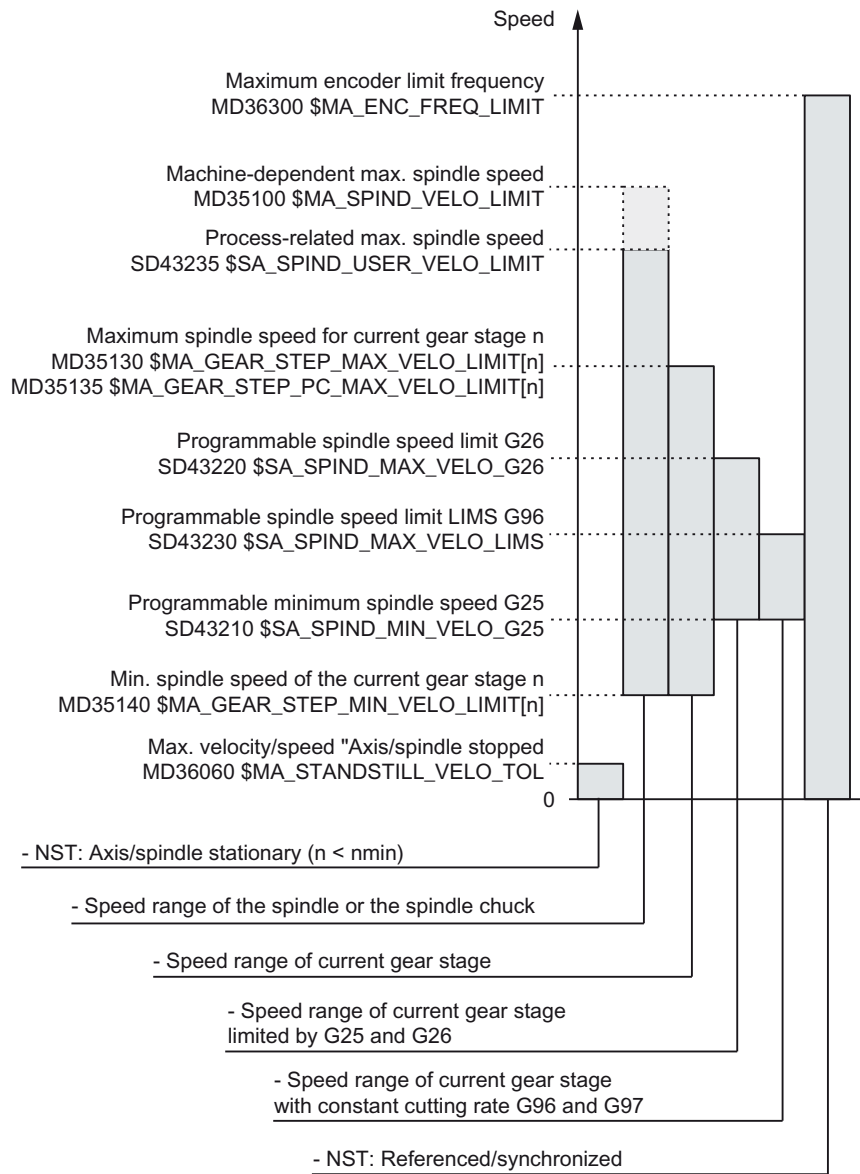 Speed
Maximum encoder limit frequency
MD36300 $MA_ENC_FREQ_LIMIT
Machine-dependent max. spindle speed
MD35100 $MA_SPIND_VELO_LIMIT
Process-related max. spindle speed
SD43235 $SA_SPIND_USER_VELO_LIMIT
Maximum spindle speed for current gear stage n
MD35130 $MA_GEAR_STEP_MAX_VELO_LIMIT[n]
MD35135 $MA_GEAR_STEP_PC_MAX_VELO_LIMIT[n]
Programmable spindle speed limit G26
SD43220 $SA_SPIND_MAX_VELO_G26
Programmable spindle speed limit LIMS G96
SD43230 $SA_SPIND_MAX_VELO_LIMS
Programmable minimum spindle speed G25
SD43210 $SA_SPIND_MIN_VELO_G25
Min. spindle speed of the current gear stage n
MD35140 $MA_GEAR_STEP_MIN_VELO_LIMIT[n]
Max. velocity/speed "Axis/spindle stopped
MD36060 $MA_STANDSTILL_VELO_TOL
0
- NST: Axis/spindle stationary (n < nmin)
- Speed range of the spindle or the spindle chuck
- Speed range of current gear stage
- Speed range of current gear stage
limited by G25 and G26
- Speed range of current gear stage
with constant cutting rate G96 and G97
- NST: Referenced/synchronized